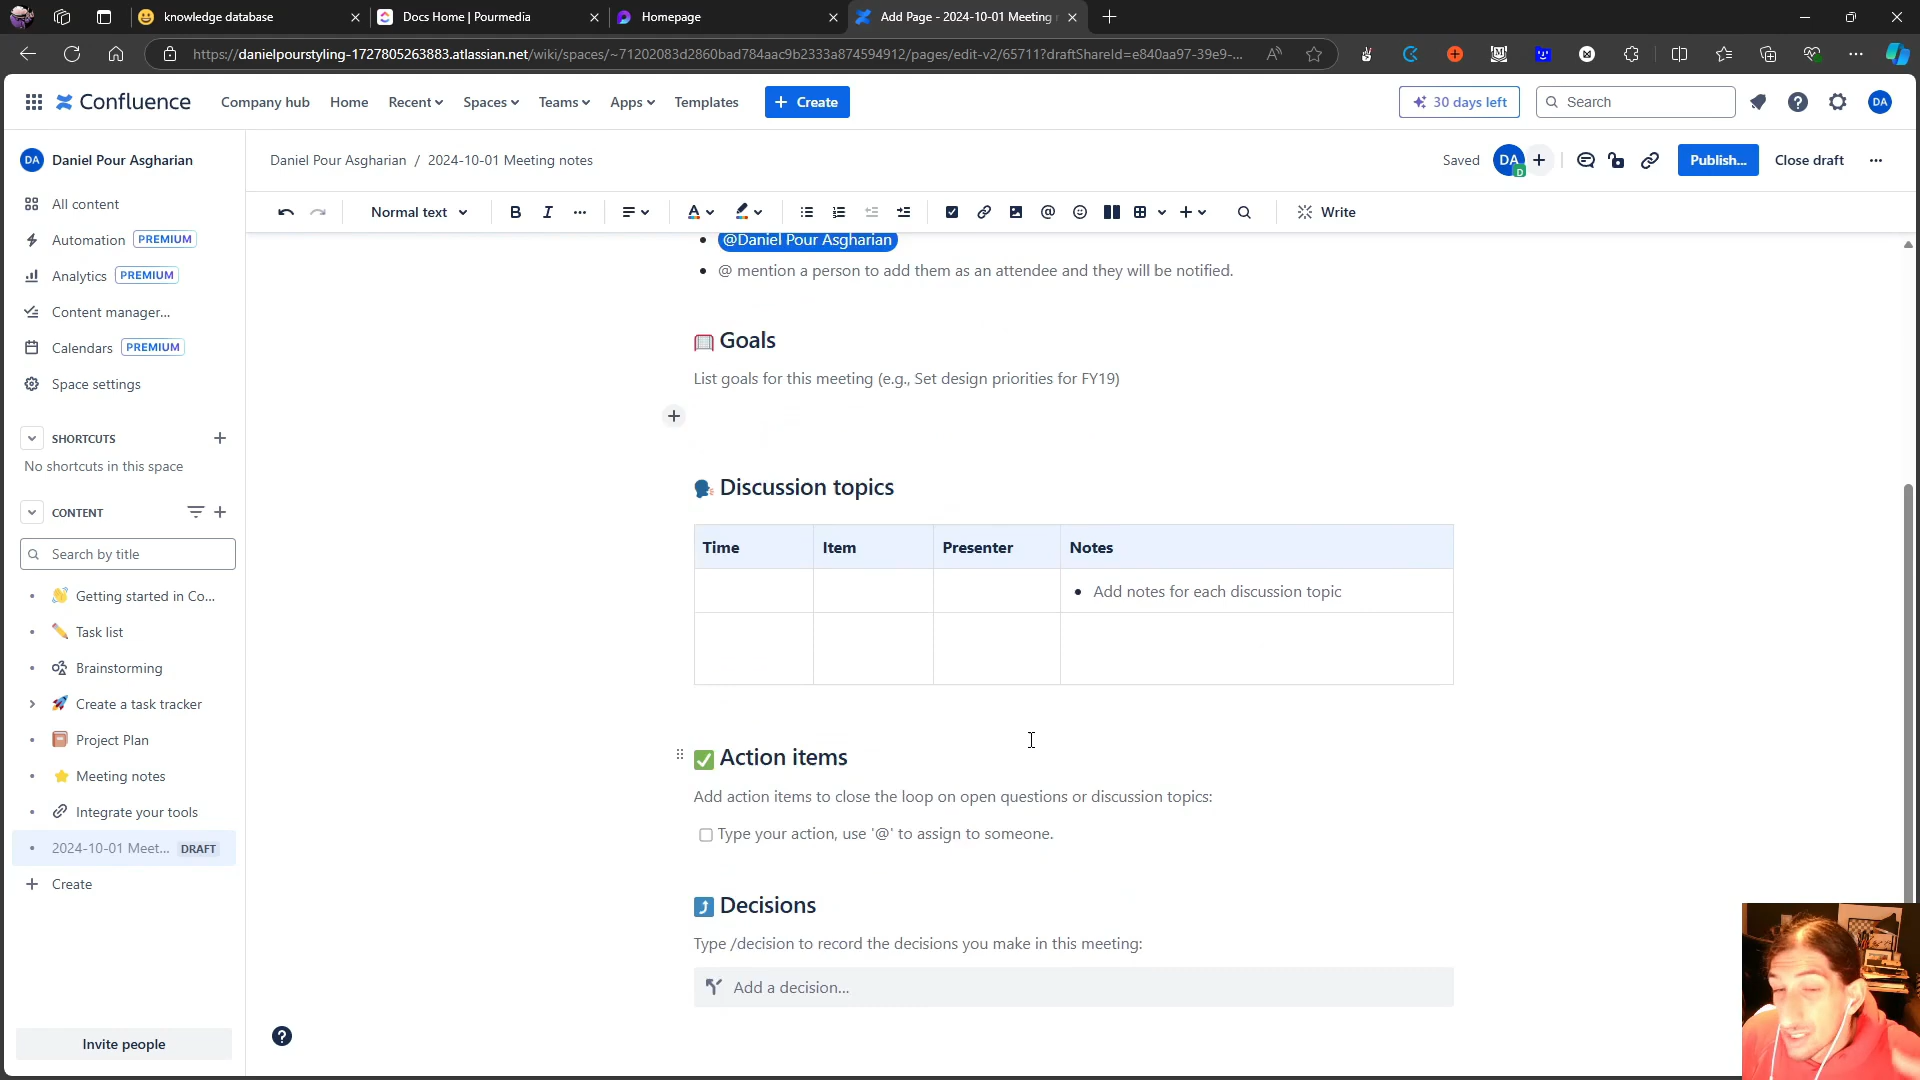 knowledge database
Docs Home | Pourmedia
Homepage
Add Page - 2024-10-01 Meeting
https://danielpourstyling-1727805263883.atlassian.net/wiki/spaces/~71202083d2860bad784aac9b2333a874594912/pages/edit-v2/65711?draftShareId=e840aa97-39e9-...
Confluence
Company hub
Home
Recent
Spaces
Teams
Apps
Templates
+ Create
30 days left
Search
DA
DA Daniel Pour Asgharian
Daniel Pour Asgharian / 2024-10-01 Meeting notes
Saved
DA
D
Publish...
Close draft
Normal text
B
I
A
Write
All content
Automation PREMIUM
Analytics PREMIUM
Content manager...
Calendars PREMIUM
Space settings
SHORTCUTS
No shortcuts in this space
CONTENT
Search by title
Getting started in Co...
Task list
Brainstorming
Create a task tracker
Project Plan
Meeting notes
Integrate your tools
2024-10-01 Meet... DRAFT
+ Create
Invite people
• @Daniel Pour Asgharian
• @ mention a person to add them as an attendee and they will be notified.
Goals
List goals for this meeting (e.g., Set design priorities for FY19)
Discussion topics
Time Item Presenter Notes
• Add notes for each discussion topic
Action items
Add action items to close the loop on open questions or discussion topics:
Type your action, use '@' to assign to someone.
Decisions
Type /decision to record the decisions you make in this meeting:
Add a decision...